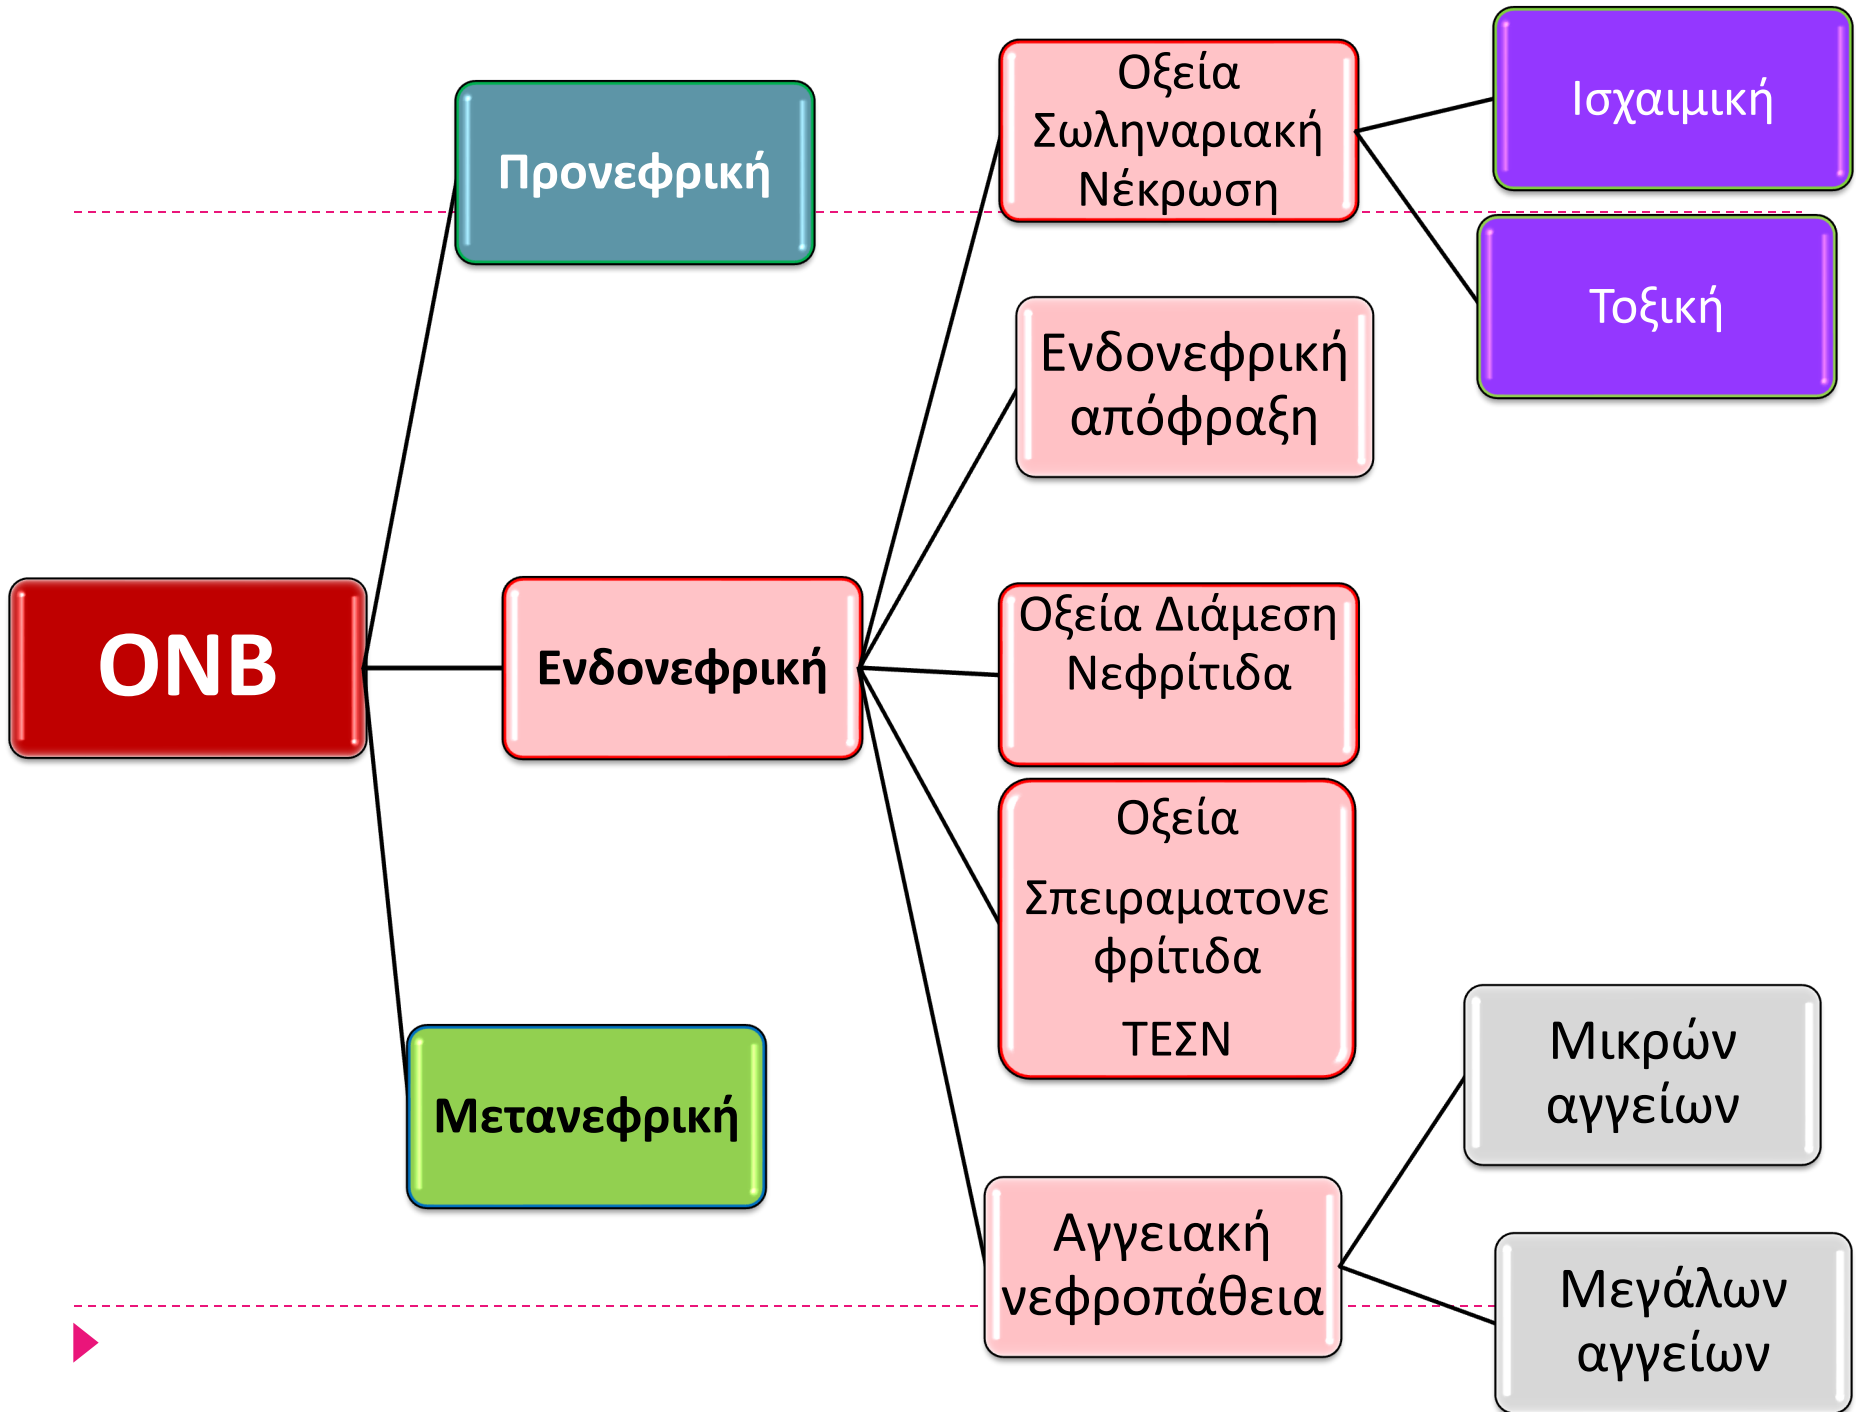 ΟΝΒ
Προνεφρική
Ενδονεφρική
Μετανεφρική
Οξεία
Σωληναριακή
Νέκρωση
Ενδονεφρική
απόφραξη
Οξεία Διάμεση
Νεφρίτιδα
Οξεία
Σπειραματονε
φρίτιδα
ΤΕΣΝ
Αγγειακή
νεφροπάθεια
Ισχαιμική
Τοξική
Μικρών
αγγείων
Μεγάλων
αγγείων